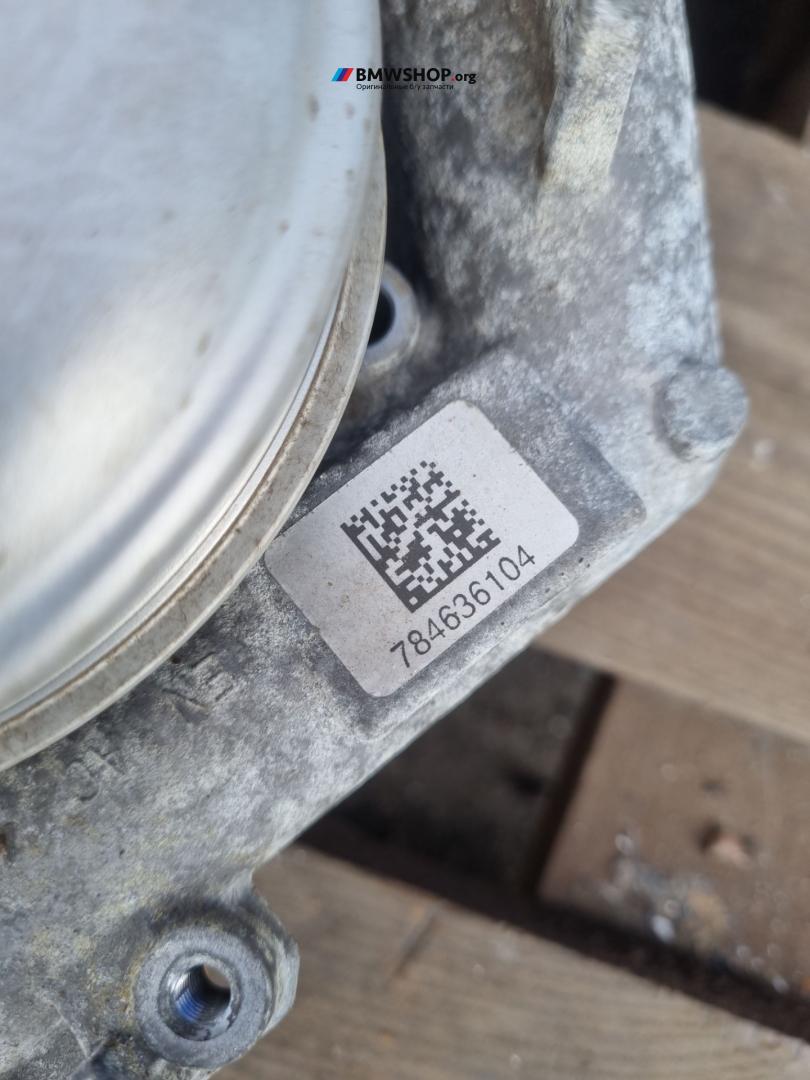 BMWSHOP.org
Оригинальные б/у запчасти
784636104